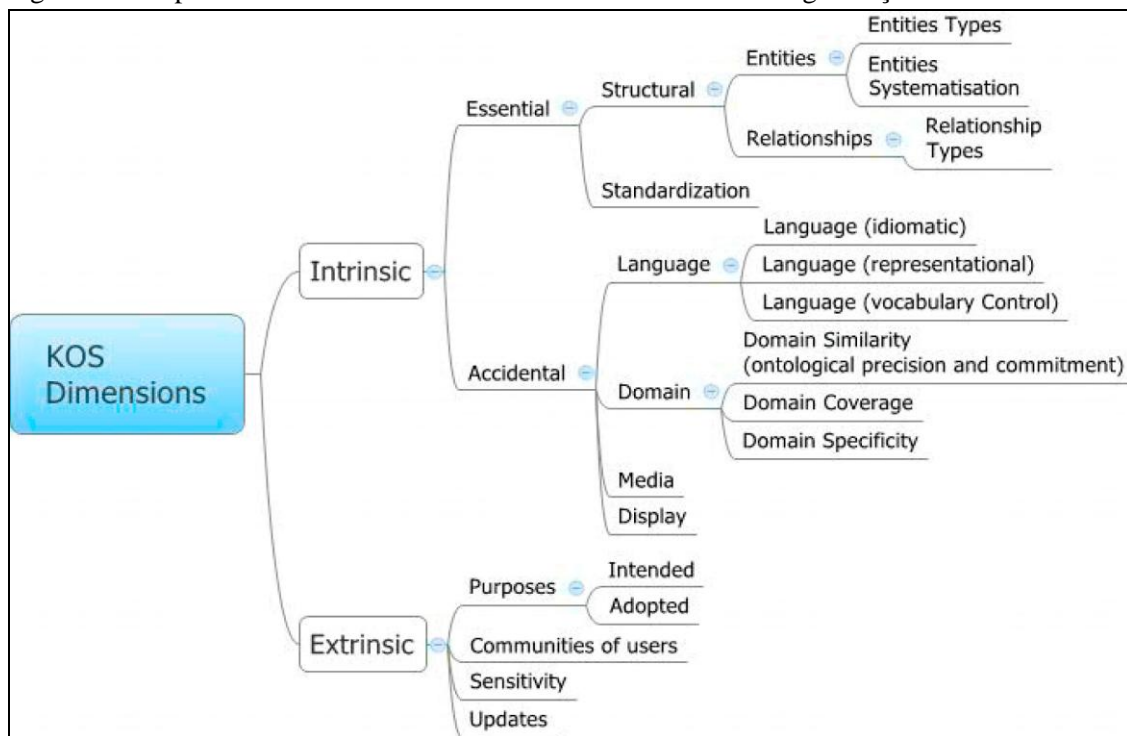 Entities Types
Entities
Entities
Systematisation
Structural
Essential
Relationships
Relationship
Types
Standardization
Language (idiomatic)
Intrinsic
Language
Language (representational)
Language (vocabulary Control)
KOS
Dimensions
Domain Similarity
(ontological precision and commitment)
Accidental
Domain
Domain Coverage
Domain Specificity
Media
Display
Intended
Purposes
Adopted
Extrinsic
Communities of users
Sensitivity
Updates